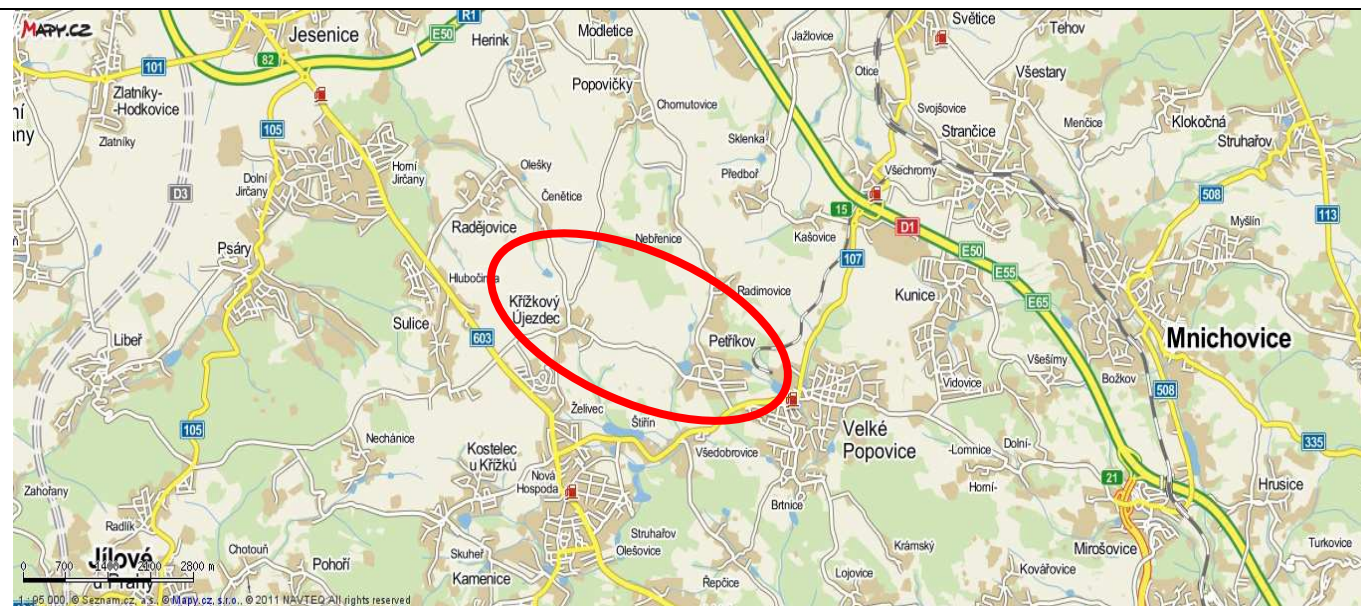 MAPY.CZ
R1
E50
Světice
Tehov
Jesenice
Herink
Modletice
Jažlovice
82
101
Zlatníky-
-Hodkovice
Popovičky
Otice
Všestary
Chomutovice
Svojšovice
Klokočná
ní
Jirčany
Zlatníky
105
Sklenka
Strančice
Menčice
Struhařov
Horní
Jirčany
Olešky
Předboř
Všechromy
D3
Dolní
Jirčany
Čenětice
508
15
113
Radějovice
Nebřenice
Kašovice
D1
Myšlín
Psáry
107
E50
E55
Hlubočinka
Radimovice
Kunice
E65
Křížkový
Újezdec
Sulice
603
Petříkov
Mnichovice
Libeř
Všešímy
Vidovice
Božkov
508
Želivec
Štiřín
105
Nechánice
Velké
Popovice
335
Kostelec
u Křížků
Všedobrovice
Dolní-
-Lomnice
Nová
Hospoda
21
Horní-
Hrusice
Zahořany
Brtnice
Radlík
Struhařov
Olešovice
Krámský
Mirošovice
Turkovice
Jílové
u Prahy
Chotouň
Pohoří
Skuheř
Kamenice
Řepčice
Lojovice
Kovářovice
0 700 1400 2100 2800 m
1 : 95 000, © Seznam.cz, a.s., © Mapy.cz, s.r.o., © 2011 NAVTEQ All rights reserved